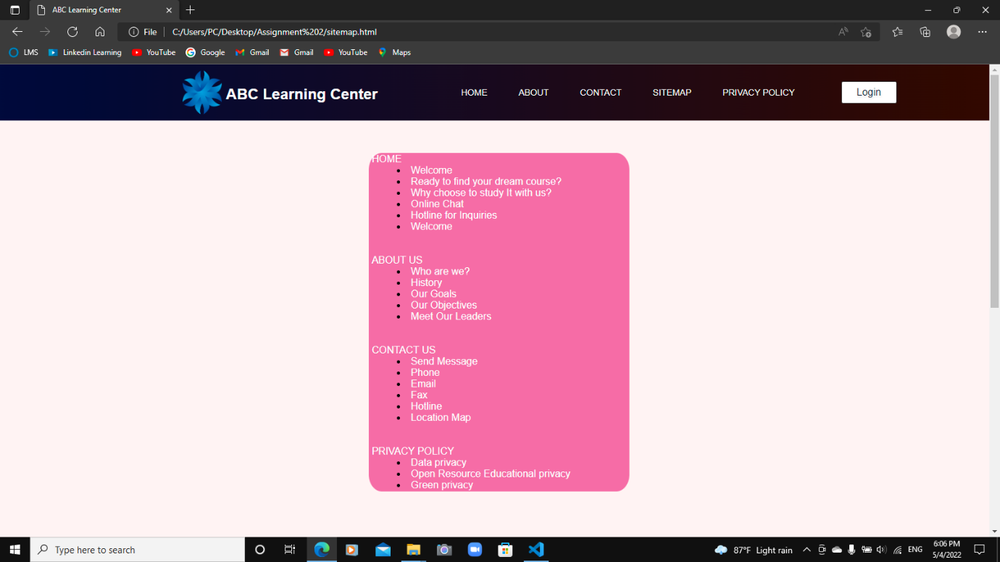 ABC Learning Center
File C:/Users/PC/Desktop/Assignment%202/sitemap.html
LMS Linkedin Learning YouTube Google Gmail Gmail YouTube Maps
ABC Learning Center HOME ABOUT CONTACT SITEMAP PRIVACY POLICY Login
HOME
Welcome
Ready to find your dream course?
Why choose to study It with us?
Online Chat
Hotline for Inquiries
Welcome
ABOUT US
Who are we?
History
Our Goals
Our Objectives
Meet Our Leaders
CONTACT US
Send Message
Phone
Email
Fax
Hotline
Location Map
PRIVACY POLICY
Data privacy
Open Resource Educational privacy
Green privacy
Type here to search 87°F Light rain ENG 6:06 PM
5/4/2022